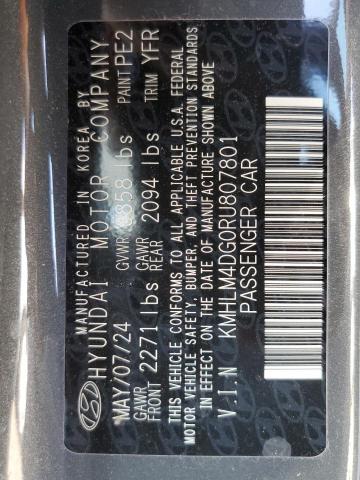 MANUFACTURED IN KOREA BY
HYUNDAI MOTOR COMPANY
MAY/07/24 GVWR 3858 lbs PAINT PE2
GAWR FRONT 2271 lbs GAWR REAR 2094 lbs TRIM YFR
THIS VEHICLE CONFORMS TO ALL APPLICABLE U.S.A. FEDERAL
MOTOR VEHICLE SAFETY, BUMPER, AND THEFT PREVENTION STANDARDS
IN EFFECT ON THE DATE OF MANUFACTURE SHOWN ABOVE
V.I.N KMHLM4DG0RU807801
PASSENGER CAR